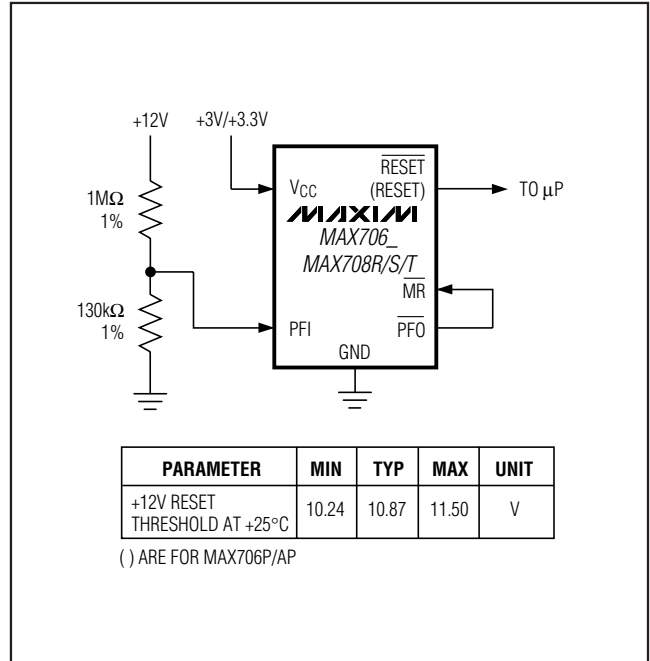 +12V +3V/+3.3V
RESET
VCC (RESET) TO μP
1MΩ
1%
MAXIM
MAX706_
MAX708R/S/T
MR
130kΩ
1%
PFI PFO
GND
PARAMETER MIN TYP MAX UNIT
+12V RESET
THRESHOLD AT +25°C 10.24 10.87 11.50 V
( ) ARE FOR MAX706P/AP